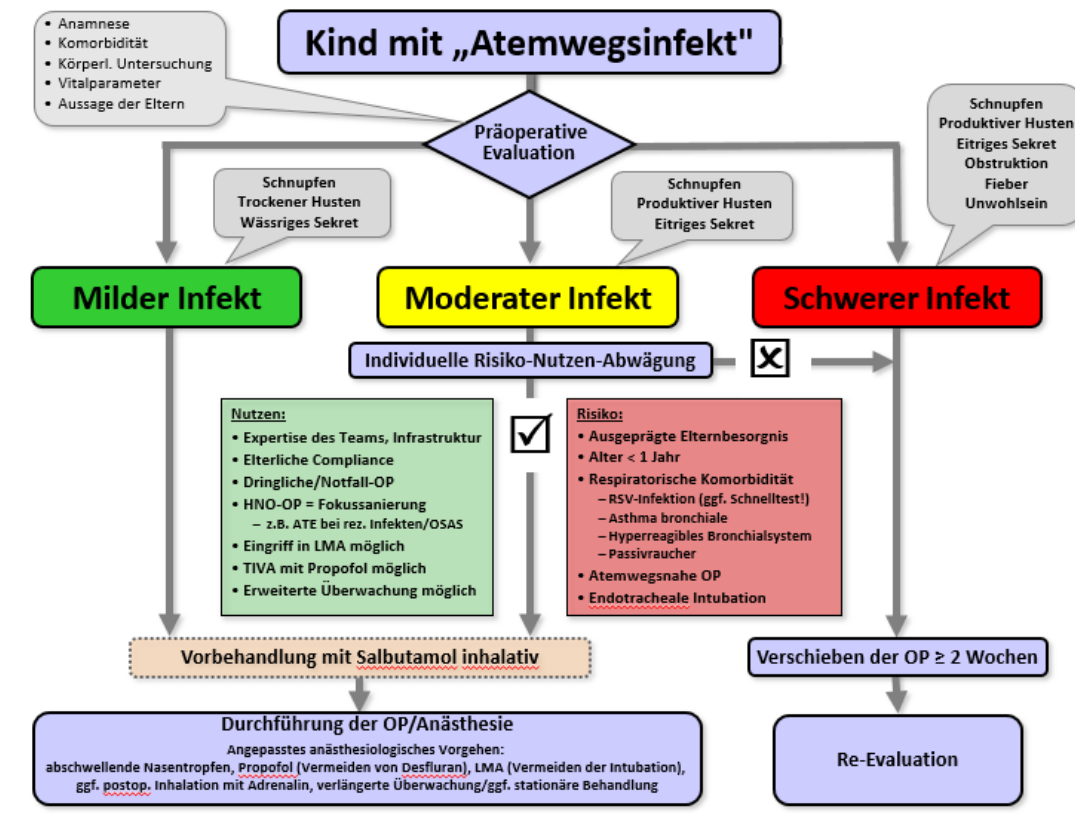 • Anamnese
• Komorbidität
• Körperl. Untersuchung
• Vitalparameter
• Aussage der Eltern
Kind mit „Atemwegsinfekt"
Präoperative
Evaluation
Schnupfen
Trockener Husten
Wässriges Sekret
Schnupfen
Produktiver Husten
Eitriges Sekret
Schnupfen
Produktiver Husten
Eitriges Sekret
Obstruktion
Fieber
Unwohlsein
Milder Infekt
Moderater Infekt
Schwerer Infekt
Individuelle Risiko-Nutzen-Abwägung
Nutzen:
• Expertise des Teams, Infrastruktur
• Elterliche Compliance
• Dringliche/Notfall-OP
• HNO-OP = Fokussanierung
– z.B. ATE bei rez. Infekten/OSAS
• Eingriff in LMA möglich
• TIVA mit Propofol möglich
• Erweiterte Überwachung möglich
Risiko:
• Ausgeprägte Elternbesorgnis
• Alter < 1 Jahr
• Respiratorische Komorbidität
– RSV-Infektion (ggf. Schnelltest!)
– Asthma bronchiale
– Hyperreagibles Bronchialsystem
– Passivraucher
• Atemwegsnahe OP
• Endotracheale Intubation
Vorbehandlung mit Salbutamol inhalativ
Verschieben der OP ≥ 2 Wochen
Durchführung der OP/Anästhesie
Angepasstes anästhesiologisches Vorgehen:
abschwellende Nasentropfen, Propofol (Vermeiden von Desfluran), LMA (Vermeiden der Intubation),
ggf. postop. Inhalation mit Adrenalin, verlängerte Überwachung/ggf. stationäre Behandlung
Re-Evaluation